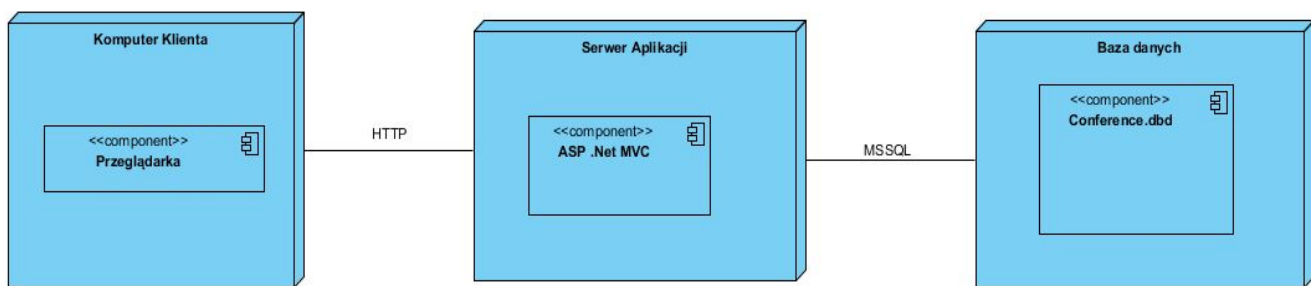 Komputer Klienta
<<component>>
Przeglądarka
HTTP
Serwer Aplikacji
<<component>>
ASP .Net MVC
MSSQL
Baza danych
<<component>>
Conference.dbd